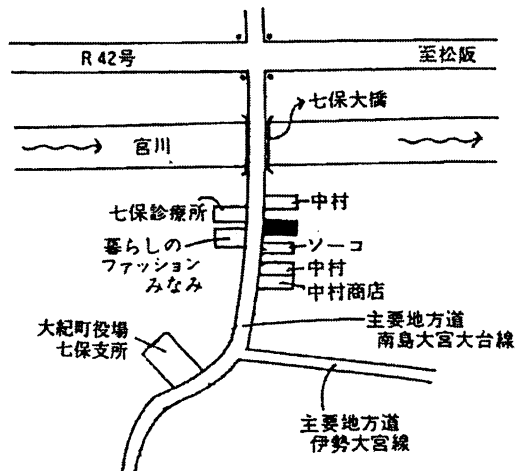 R42号
至松阪
七保大橋
宮川
中村
七保診療所
暮らしの
ファッション
みなみ
ソーコ
中村
中村商店
大紀町役場
七保支所
主要地方道
南島大宮大台線
主要地方道
伊勢大宮線